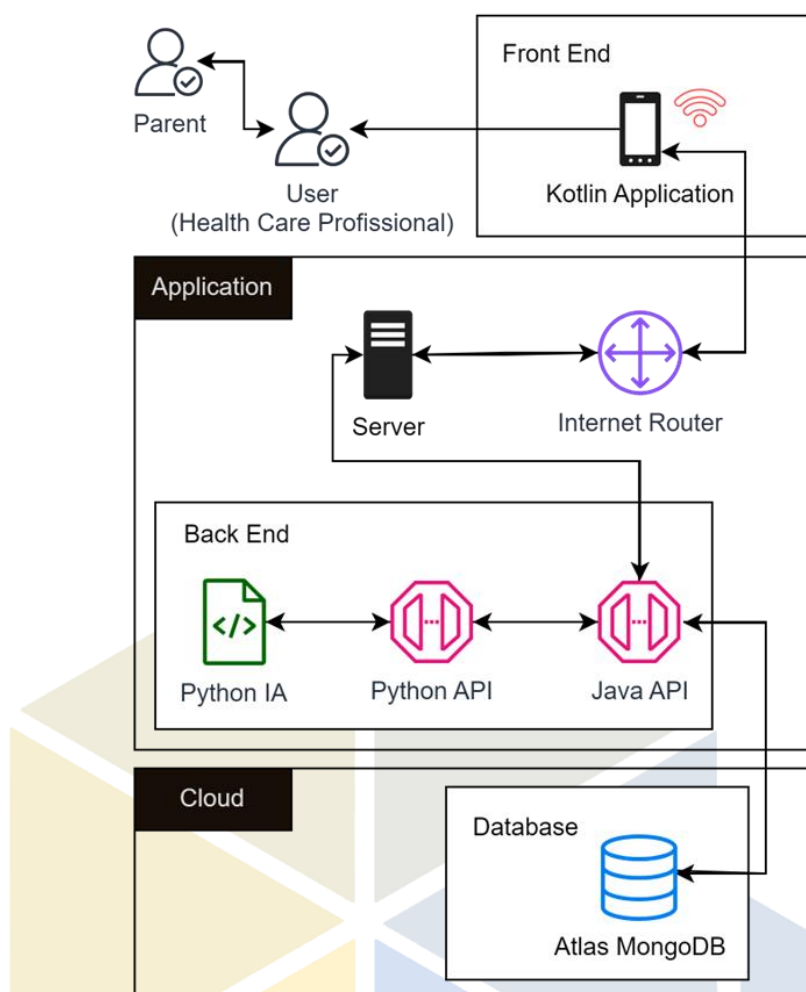 Front End
Parent
Kotlin Application
User
(Health Care Profissional)
Application
Server
Internet Router
Back End
</>
Python IA
Python API
Java API
Cloud
Database
Atlas MongoDB